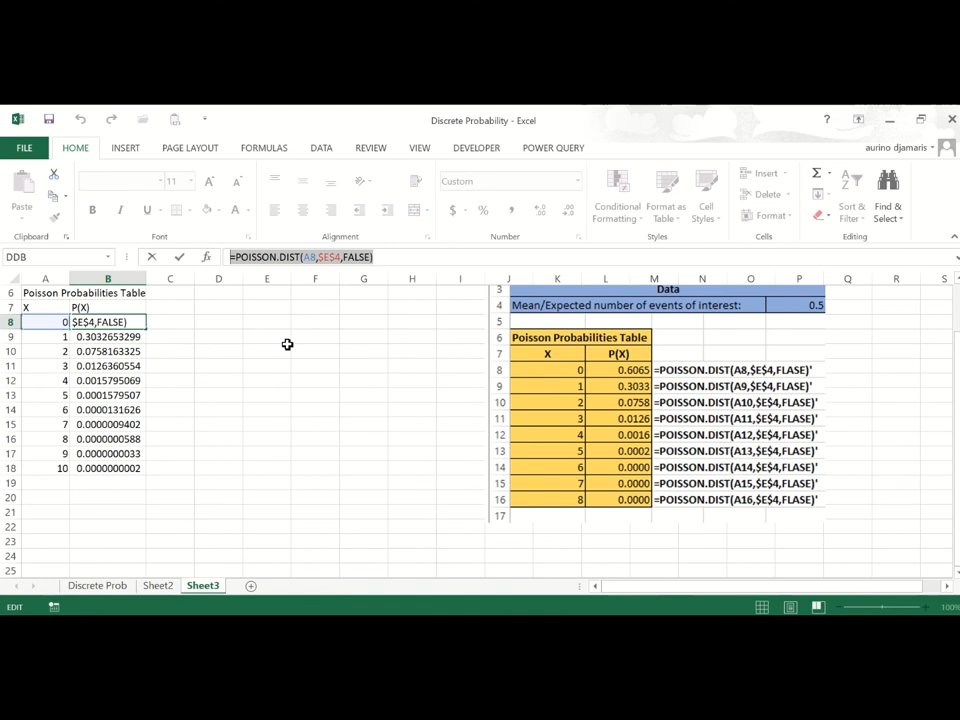 Discrete Probability - Excel
FILE HOME INSERT PAGE LAYOUT FORMULAS DATA REVIEW VIEW DEVELOPER POWER QUERY aurino djamaris
Paste
11
Custom
Conditional Formatting
Format as Table
Cell Styles
Insert
Delete
Format
Sort & Filter
Find & Select
Clipboard Font Alignment Number Styles Cells Editing
DDB =POISSON.DIST(A8,$E$4,FALSE)
A B C D E F G H I J K L M N O P Q R S
6 Poisson Probabilities Table
7 X P(X)
8 0 $E$4,FALSE)
9 1 0.3032653299
10 2 0.0758163325
11 3 0.0126360554
12 4 0.0015795069
13 5 0.0001579507
14 6 0.0000131626
15 7 0.0000009402
16 8 0.0000000588
17 9 0.0000000033
18 10 0.0000000002
19
20
21
22
23
24
25
3 Data
4 Mean/Expected number of events of interest: 0.5
5
6 Poisson Probabilities Table
7 X P(X)
8 0 0.6065 =POISSON.DIST(A8,$E$4,FLASE)'
9 1 0.3033 =POISSON.DIST(A9,$E$4,FLASE)'
10 2 0.0758 =POISSON.DIST(A10,$E$4,FLASE)'
11 3 0.0126 =POISSON.DIST(A11,$E$4,FLASE)'
12 4 0.0016 =POISSON.DIST(A12,$E$4,FLASE)'
13 5 0.0002 =POISSON.DIST(A13,$E$4,FLASE)'
14 6 0.0000 =POISSON.DIST(A14,$E$4,FLASE)'
15 7 0.0000 =POISSON.DIST(A15,$E$4,FLASE)'
16 8 0.0000 =POISSON.DIST(A16,$E$4,FLASE)'
17
Discrete Prob Sheet2 Sheet3
EDIT 100%